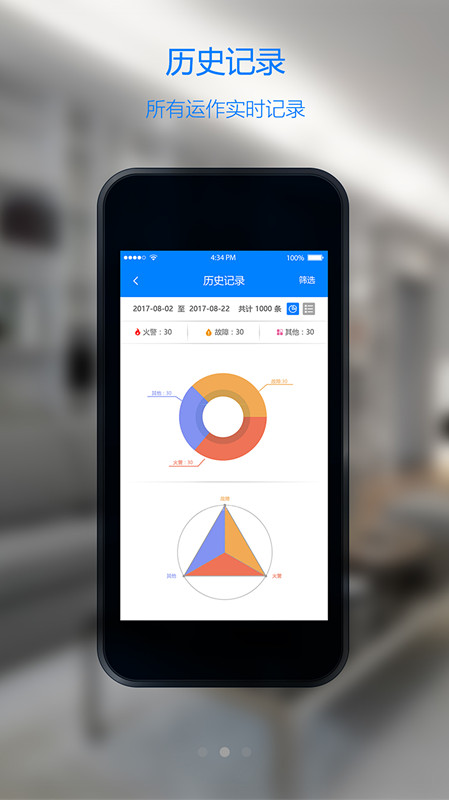 历史记录
所有运作实时记录
4:34 PM 100%
历史记录 筛选
2017-08-02 至 2017-08-22 共计 1000 条
火警：30 故障：30 其他：30
故障:30
其他：30
火警：30
故障
其他 火警